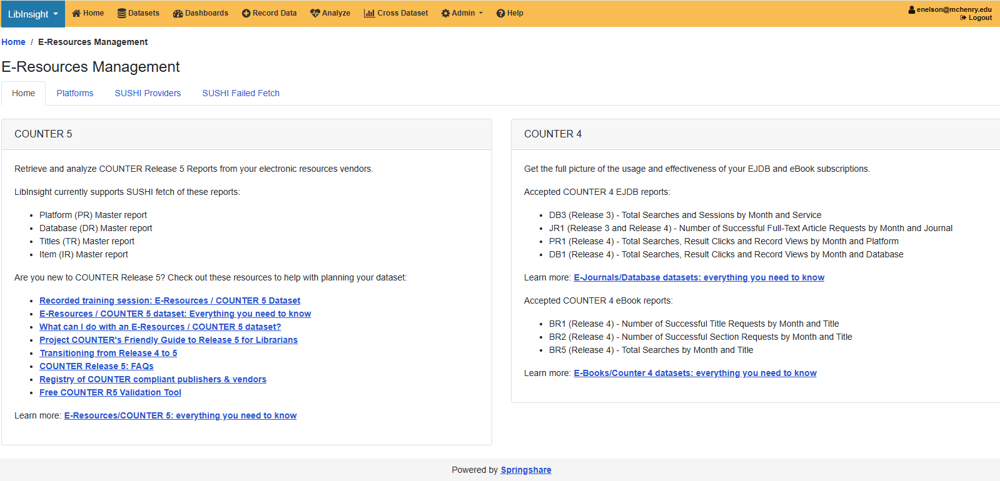 LibInsight Home Datasets Dashboards Record Data Analyze Cross Dataset Admin Help enelson@mchenry.edu
Logout
Home / E-Resources Management
E-Resources Management
Home Platforms SUSHI Providers SUSHI Failed Fetch
COUNTER 5
Retrieve and analyze COUNTER Release 5 Reports from your electronic resources vendors.
LibInsight currently supports SUSHI fetch of these reports:
• Platform (PR) Master report
• Database (DR) Master report
• Titles (TR) Master report
• Item (IR) Master report
Are you new to COUNTER Release 5? Check out these resources to help with planning your dataset:
• Recorded training session: E-Resources / COUNTER 5 Dataset
• E-Resources / COUNTER 5 dataset: Everything you need to know
• What can I do with an E-Resources / COUNTER 5 dataset?
• Project COUNTER's Friendly Guide to Release 5 for Librarians
• Transitioning from Release 4 to 5
• COUNTER Release 5: FAQs
• Registry of COUNTER compliant publishers & vendors
• Free COUNTER R5 Validation Tool
Learn more: E-Resources/COUNTER 5: everything you need to know
COUNTER 4
Get the full picture of the usage and effectiveness of your EJDB and eBook subscriptions.
Accepted COUNTER 4 EJDB reports:
• DB3 (Release 3) - Total Searches and Sessions by Month and Service
• JR1 (Release 3 and Release 4) - Number of Successful Full-Text Article Requests by Month and Journal
• PR1 (Release 4) - Total Searches, Result Clicks and Record Views by Month and Platform
• DB1 (Release 4) - Total Searches, Result Clicks and Record Views by Month and Database
Learn more: E-Journals/Database datasets: everything you need to know
Accepted COUNTER 4 eBook reports:
• BR1 (Release 4) - Number of Successful Title Requests by Month and Title
• BR2 (Release 4) - Number of Successful Section Requests by Month and Title
• BR5 (Release 4) - Total Searches by Month and Title
Learn more: E-Books/Counter 4 datasets: everything you need to know
Powered by Springshare